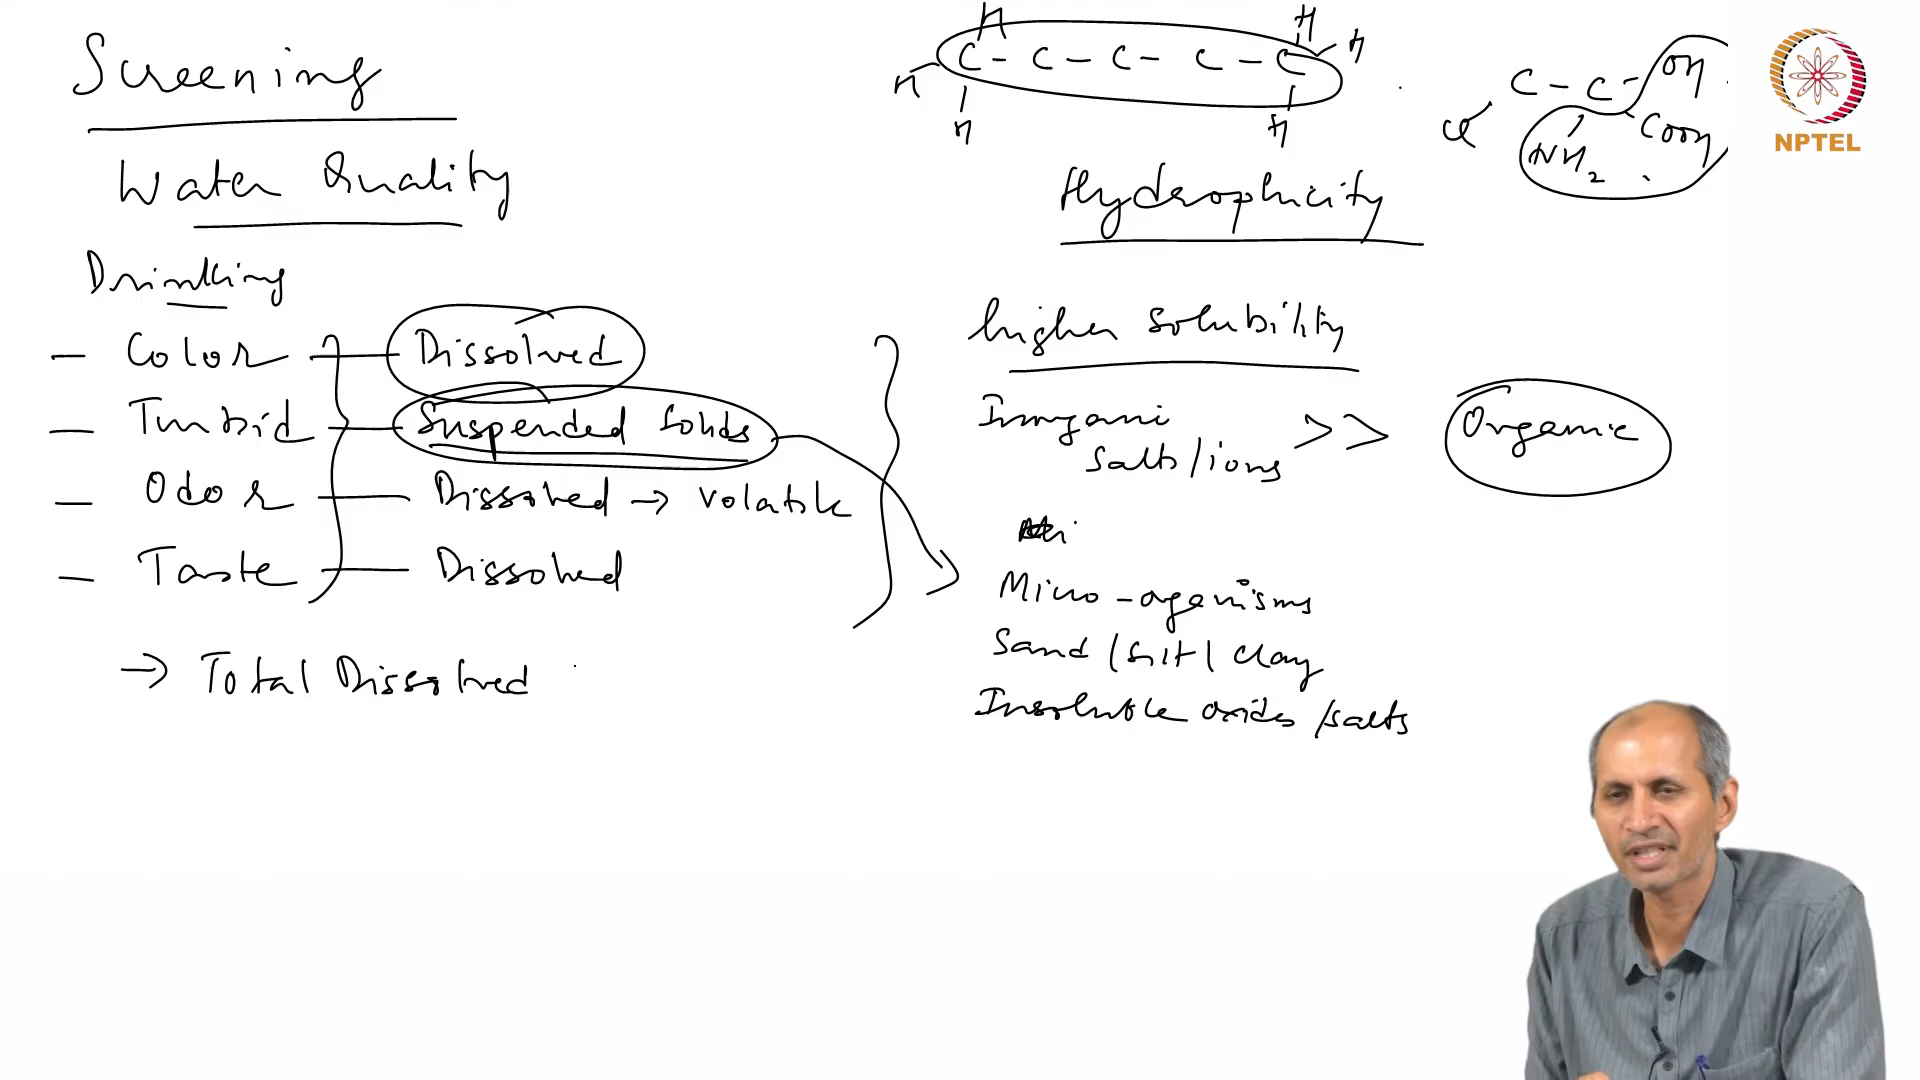 Screening
Water Quality
Drinking
- Color - Dissolved
- Turbid - Suspended Solids
- Odor - Dissolved → Volatile
- Taste - Dissolved
→ Total Dissolved
H H
C - C - C - C - C H
H
H H
Hydrophicity
higher solubility
Inorganic
Salts/ions >> Organic
Micro-organisms
Sand/silt/clay
Insoluble oxides/salts
C - C - OH
Cl COOH
NH2
NPTEL